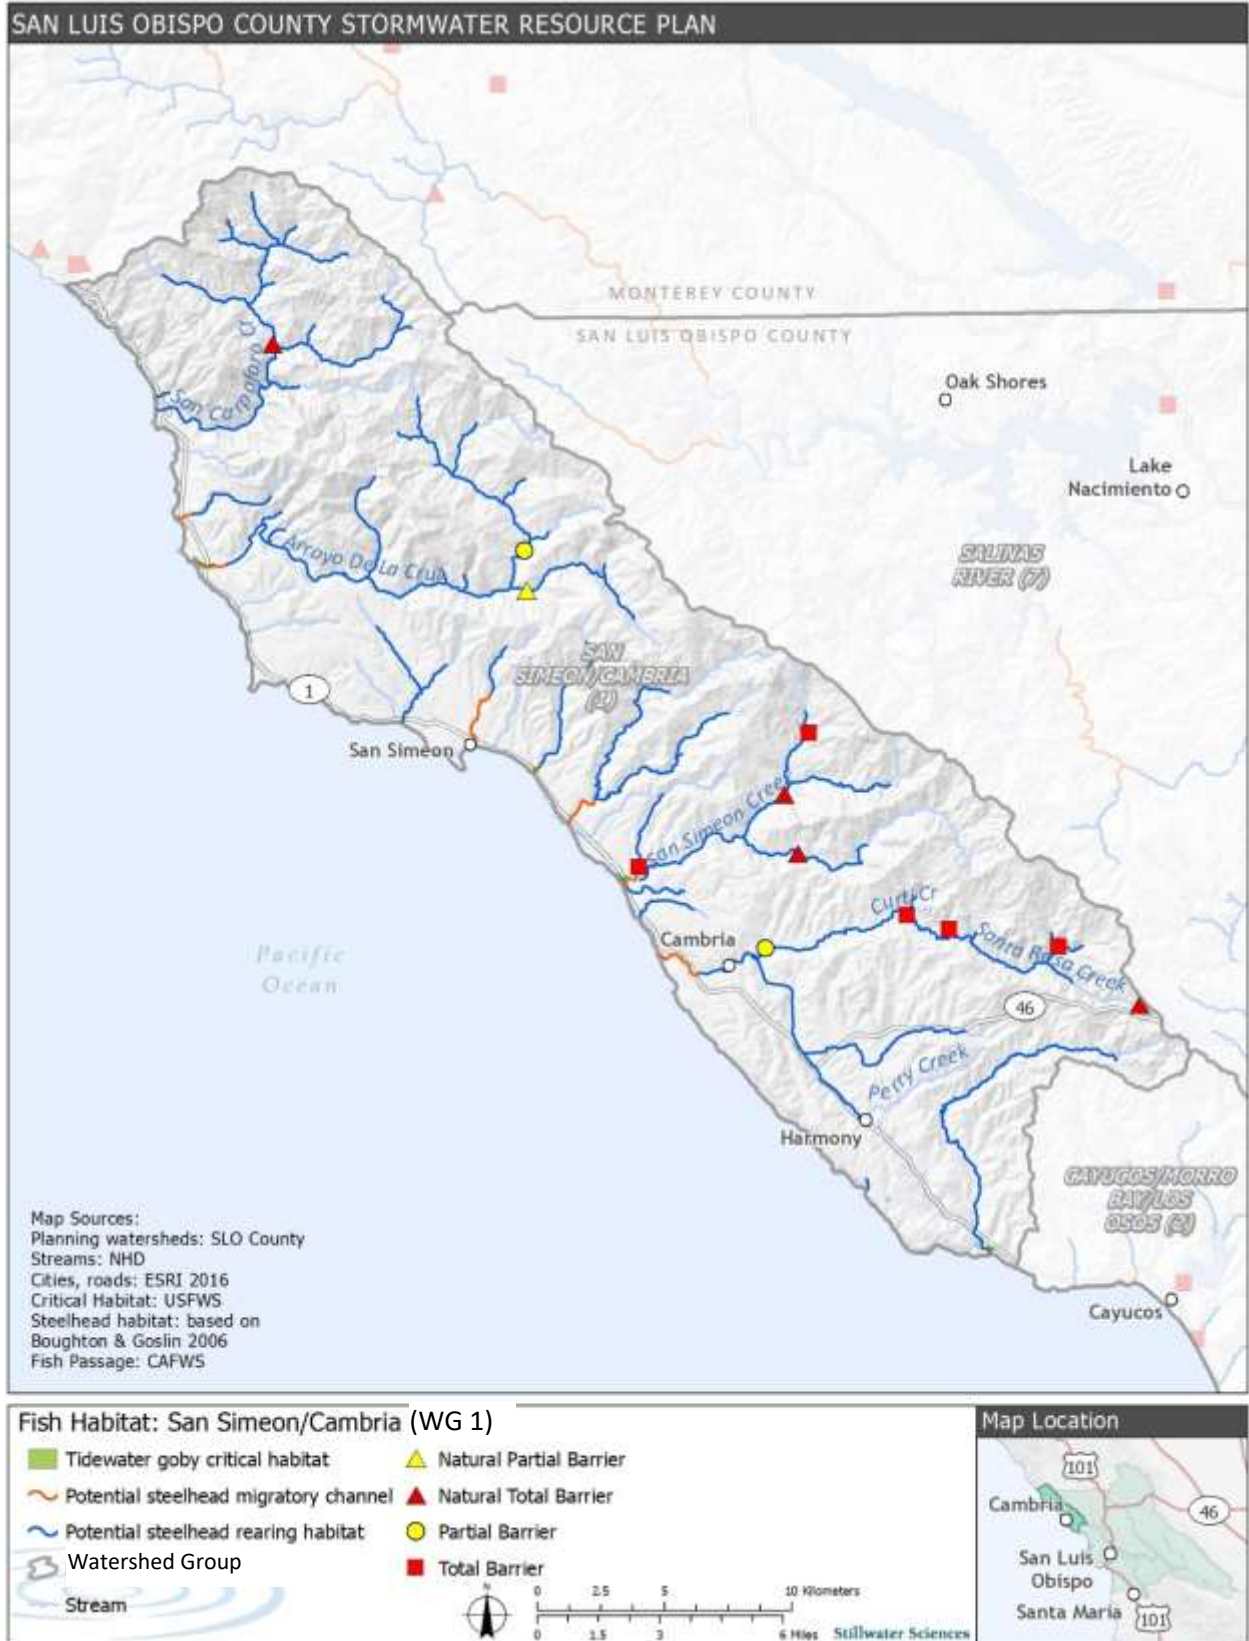 SAN LUIS OBISPO COUNTY STORMWATER RESOURCE PLAN
MONTEREY COUNTY
SAN LUIS OBISPO COUNTY
Oak Shores
Lake
Nacimiento
San Carpoforo Cr
Arroyo De La Cruz
SALINAS
RIVER (7)
SAN
SIMEON/CAMBRIA
(1)
1
San Simeon
San Simeon Creek
Curti Cr
Santa Rosa Creek
Cambria
46
Perry Creek
Harmony
Pacific
Ocean
CAYUCOS/MORRO
BAY/LOS
OSOS (2)
Cayucos
Map Sources:
Planning watersheds: SLO County
Streams: NHD
Cities, roads: ESRI 2016
Critical Habitat: USFWS
Steelhead habitat: based on
Boughton & Goslin 2006
Fish Passage: CAFWS
Fish Habitat: San Simeon/Cambria (WG 1)
Tidewater goby critical habitat
Potential steelhead migratory channel
Potential steelhead rearing habitat
Watershed Group
Stream
Natural Partial Barrier
Natural Total Barrier
Partial Barrier
Total Barrier
N
0 2.5 5 10 Kilometers
0 1.5 3 6 Miles
Stillwater Sciences
Map Location
101
Cambria
46
San Luis
Obispo
Santa Maria
101